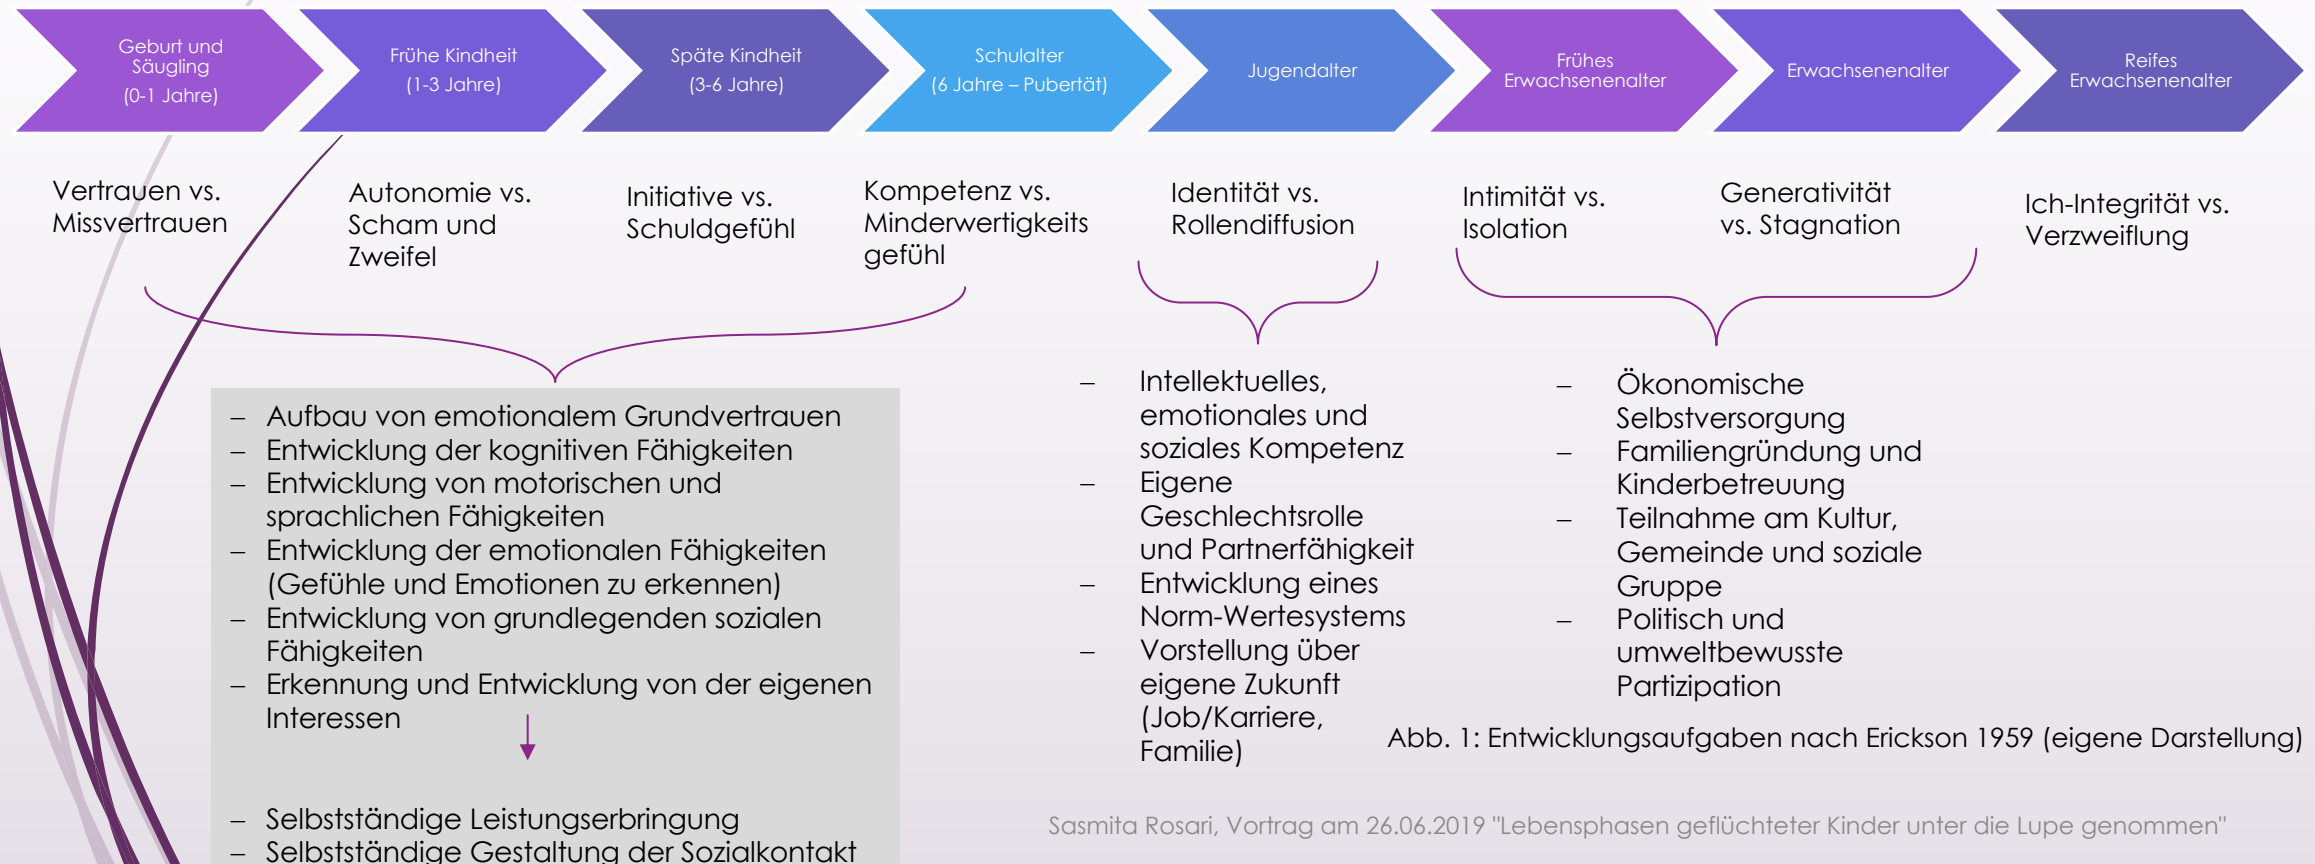 Geburt und
Säugling
(0-1 Jahre)
Frühe Kindheit
(1-3 Jahre)
Späte Kindheit
(3-6 Jahre)
Schulalter
(6 Jahre – Pubertät)
Jugendalter
Frühes
Erwachsenenalter
Erwachsenenalter
Reifes
Erwachsenenalter
Vertrauen vs.
Missvertrauen
Autonomie vs.
Scham und
Zweifel
Initiative vs.
Schuldgefühl
Kompetenz vs.
Minderwertigkeits
gefühl
Identität vs.
Rollendiffusion
Intimität vs.
Isolation
Generativität
vs. Stagnation
Ich-Integrität vs.
Verzweiflung
– Aufbau von emotionalem Grundvertrauen
– Entwicklung der kognitiven Fähigkeiten
– Entwicklung von motorischen und
sprachlichen Fähigkeiten
– Entwicklung der emotionalen Fähigkeiten
(Gefühle und Emotionen zu erkennen)
– Entwicklung von grundlegenden sozialen
Fähigkeiten
– Erkennung und Entwicklung von der eigenen
Interessen
– Selbstständige Leistungserbringung
– Selbstständige Gestaltung der Sozialkontakt
– Intellektuelles,
emotionales und
soziales Kompetenz
– Eigene
Geschlechtsrolle
und Partnerfähigkeit
– Entwicklung eines
Norm-Wertesystems
– Vorstellung über
eigene Zukunft
(Job/Karriere,
Familie)
– Ökonomische
Selbstversorgung
– Familiengründung und
Kinderbetreuung
– Teilnahme am Kultur,
Gemeinde und soziale
Gruppe
– Politisch und
umweltbewusste
Partizipation
Abb. 1: Entwicklungsaufgaben nach Erickson 1959 (eigene Darstellung)
Sasmita Rosari, Vortrag am 26.06.2019 "Lebensphasen geflüchteter Kinder unter die Lupe genommen"